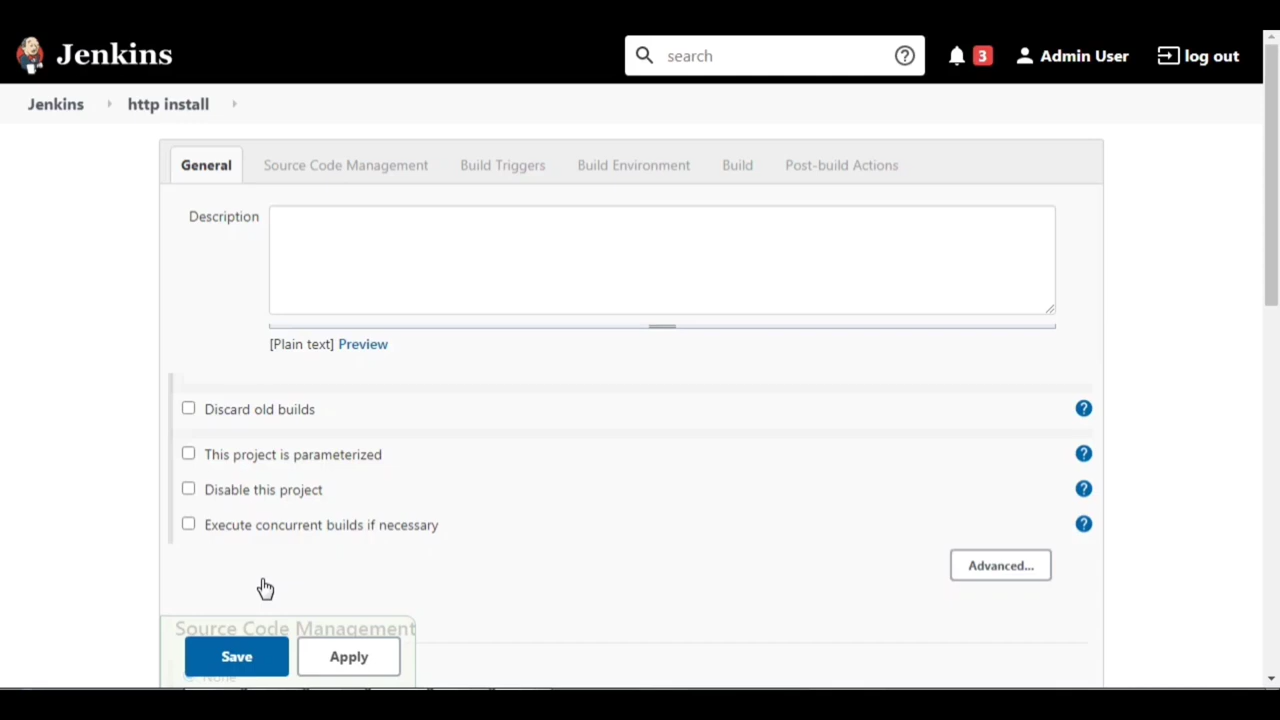 Jenkins
search
3
Admin User
log out
Jenkins
http install
General
Source Code Management
Build Triggers
Build Environment
Build
Post-build Actions
Description
[Plain text] Preview
Discard old builds
This project is parameterized
Disable this project
Execute concurrent builds if necessary
Advanced...
Source Code Management
Save
Apply
None